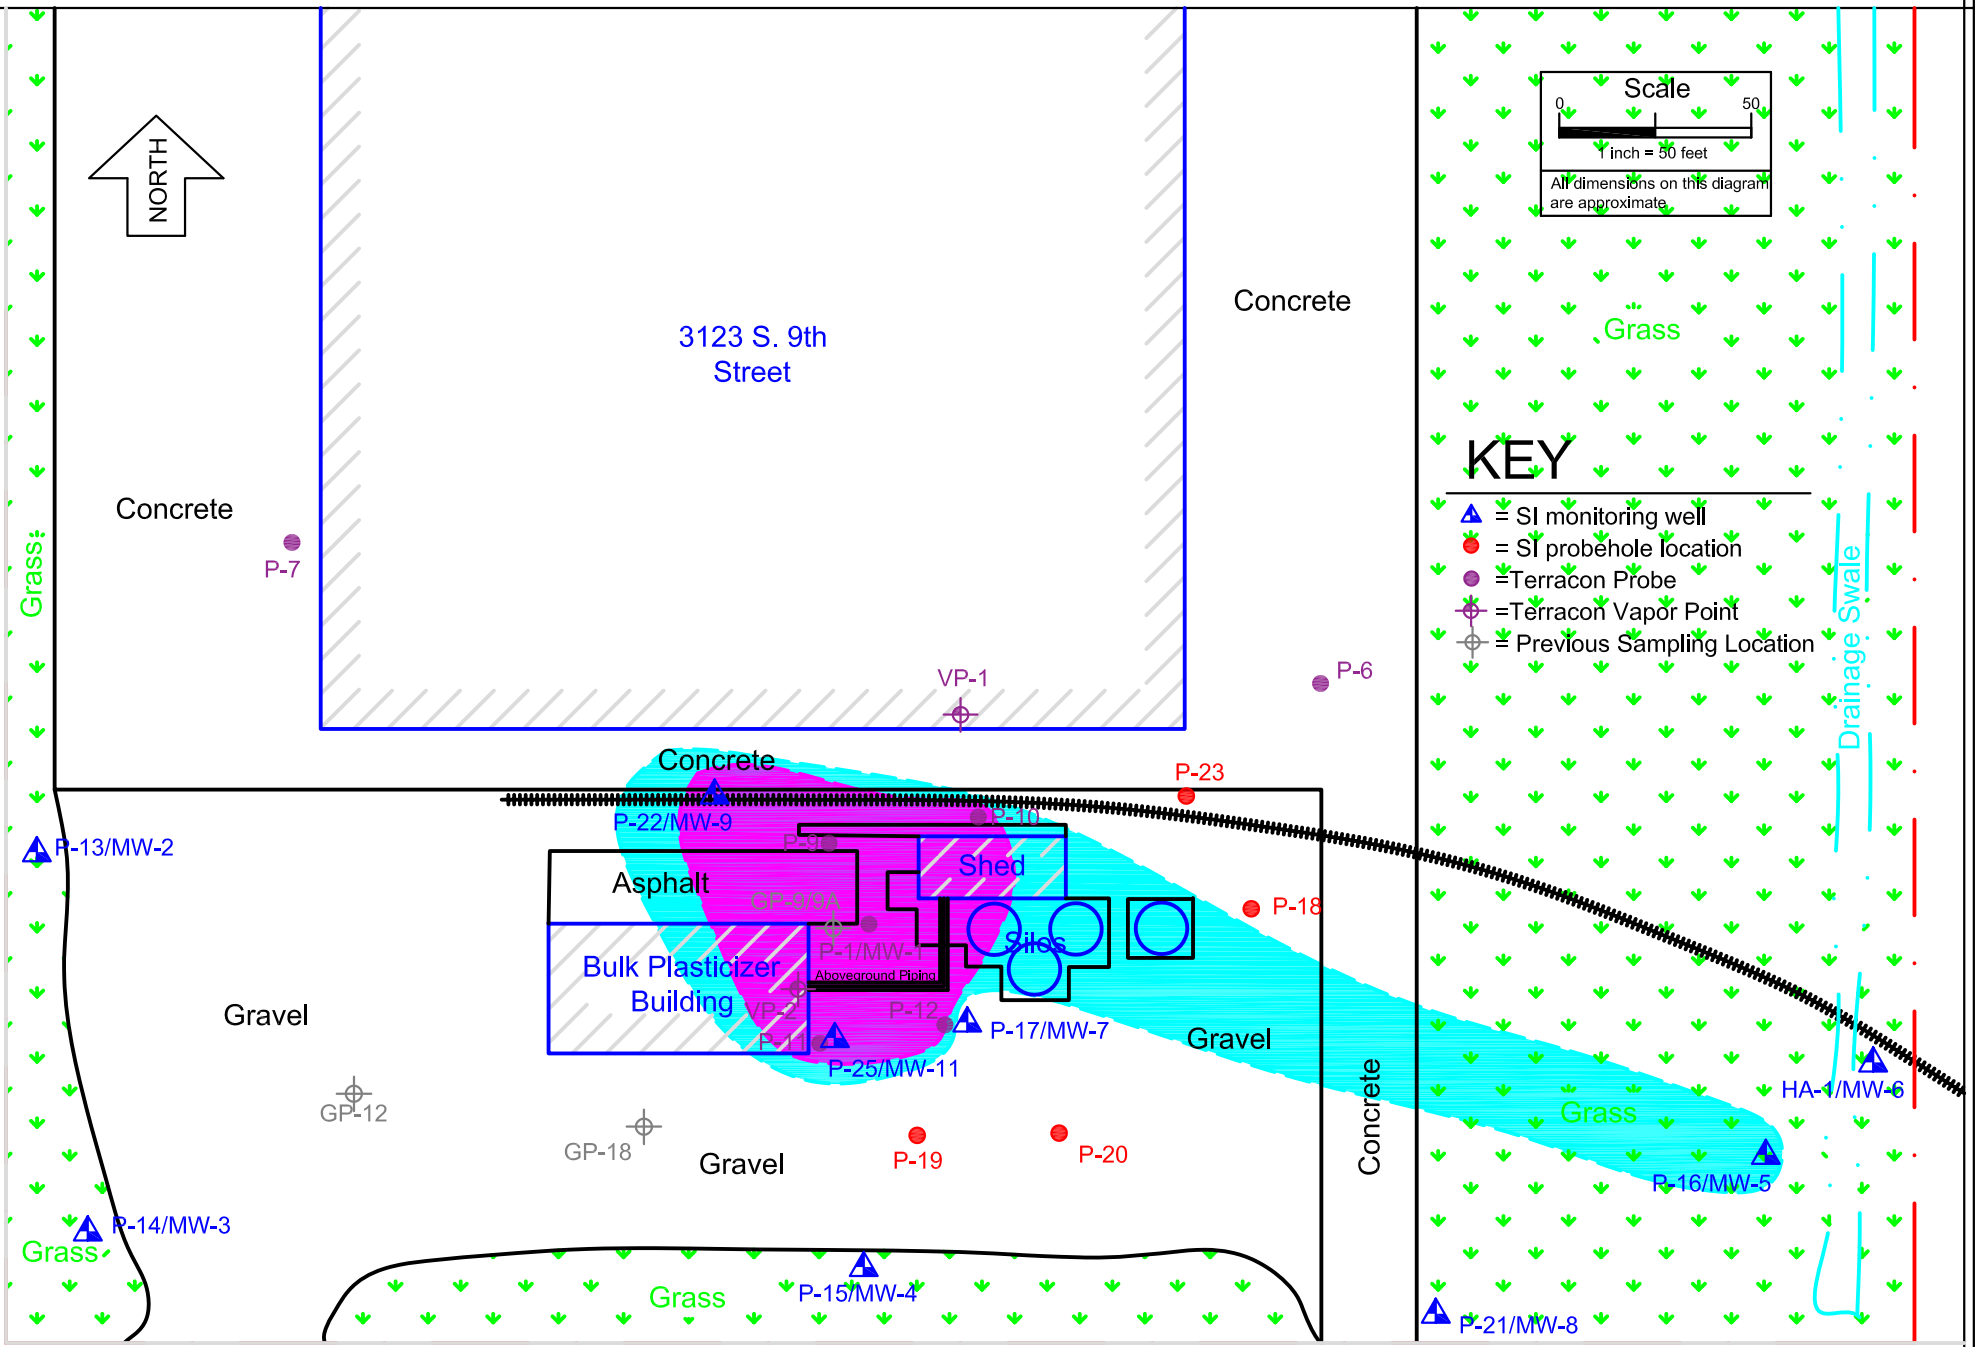 Scale
0 50
1 inch = 50 feet
All dimensions on this diagram
are approximate
NORTH
Concrete
3123 S. 9th
Street
Grass
KEY
= SI monitoring well
= SI probehole location
=Terracon Probe
=Terracon Vapor Point
= Previous Sampling Location
Concrete
P-7
Grass
Drainage Swale
VP-1
P-6
Concrete
P-23
P-22/MW-9
P-10
P-13/MW-2
P-9
Shed
Asphalt
GP-9/9A
P-18
P-1/MW-1
Silos
Bulk Plasticizer
Building
Aboveground Piping
VP-2
P-12
P-17/MW-7
Gravel
Gravel
P-11
P-25/MW-11
HA-1/MW-6
GP-12
Grass
Concrete
GP-18
Gravel
P-19
P-20
P-16/MW-5
P-14/MW-3
Grass
Grass
P-15/MW-4
P-21/MW-8